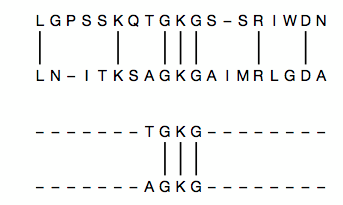 LGPSSKQTGKGS-SRIWDN
LN-ITKSAGKGAIMRLGDA
-------TGKG--------
-------AGKG--------